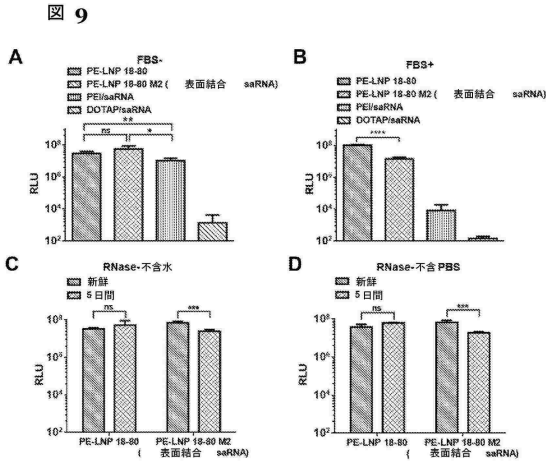 図 9
A
FBS-
PE-LNP 18-80
PE-LNP 18-80 M2 ( 表面結合 saRNA)
PEI/saRNA
DOTAP/saRNA
**
ns
*
10⁸
10⁶
10⁴
10²
RLU
B
FBS+
PE-LNP 18-80
PE-LNP 18-80 M2 ( 表面結合 saRNA)
PEI/saRNA
DOTAP/saRNA
****
10⁸
10⁶
10⁴
10²
RLU
C
RNase-不含水
新鮮
5日間
ns
***
10⁸
10⁶
10⁴
10²
RLU
PE-LNP 18-80
PE-LNP 18-80 M2
( 表面結合 saRNA)
D
RNase-不含PBS
新鮮
5日間
ns
***
10⁸
10⁶
10⁴
10²
RLU
PE-LNP 18-80
PE-LNP 18-80 M2
( 表面結合 saRNA)